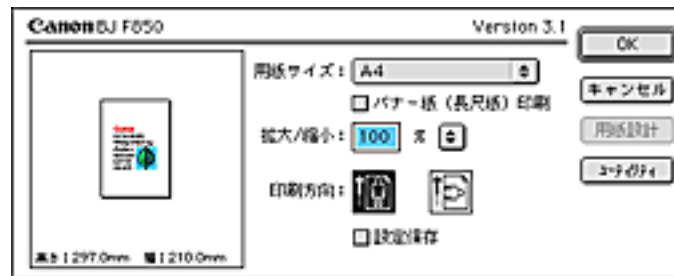 Canon BJ F850
Version 3.1
OK
用紙サイズ： A4
キャンセル
バナー紙（長尺紙）印刷
用紙設計
拡大/縮小： 100 %
ユーティリティ
印刷方向：
設定保存
高さ：297.0mm 幅：210.0mm